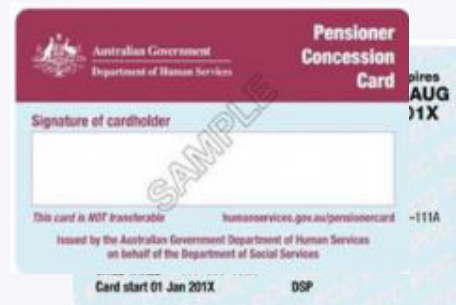 Australian Government
Department of Human Services
Pensioner
Concession
Card
Signature of cardholder
SAMPLE
This card is NOT transferable
humanservices.gov.au/pensionercard
Issued by the Australian Government Department of Human Services
on behalf of the Department of Social Services
pires
AUG
01X
-111A
Card start 01 Jan 201X
DSP